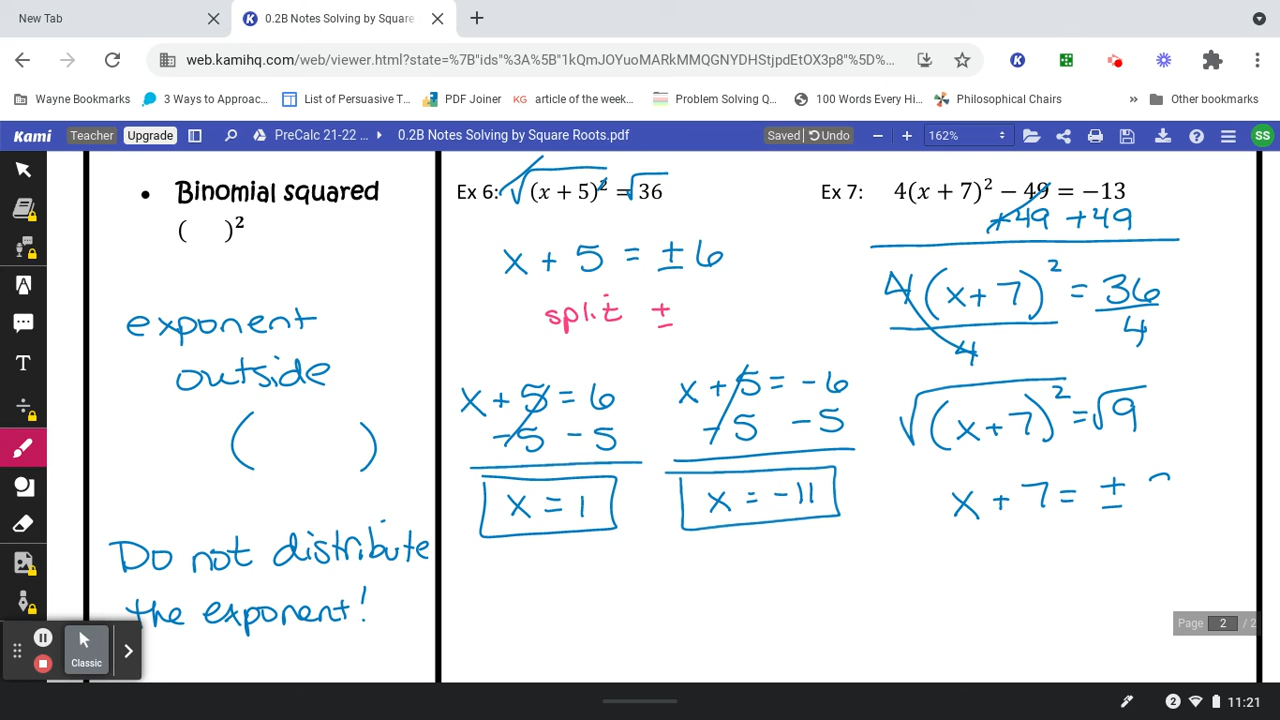 New Tab
0.2B Notes Solving by Square
web.kamihq.com/web/viewer.html?state=%7B"ids"%3A%5B"1kQmJOYuoMARkMMQGNYDHStjpdEtOX3p8"%5D%...
Wayne Bookmarks
3 Ways to Approac...
List of Persuasive T...
PDF Joiner
KG article of the week...
Problem Solving Q...
100 Words Every Hi...
Philosophical Chairs
»
Other bookmarks
Kami
Teacher
Upgrade
PreCalc 21-22 ...
0.2B Notes Solving by Square Roots.pdf
Saved
Undo
162%
SS
• Binomial squared
( )²
exponent
outside
( )
Do not distribute
the exponent!
Ex 6: √(x + 5)² = √36
x + 5 = ± 6
split ±
x + 5 = 6
-5 -5
x = 1
x + 5 = -6
-5 -5
x = -11
Ex 7: 4(x + 7)² − 49 = −13
+49 +49
4(x + 7)² = 36
4 4
√(x + 7)² = √9
x + 7 = ±
Page 2 / 2
Classic
2 11:21